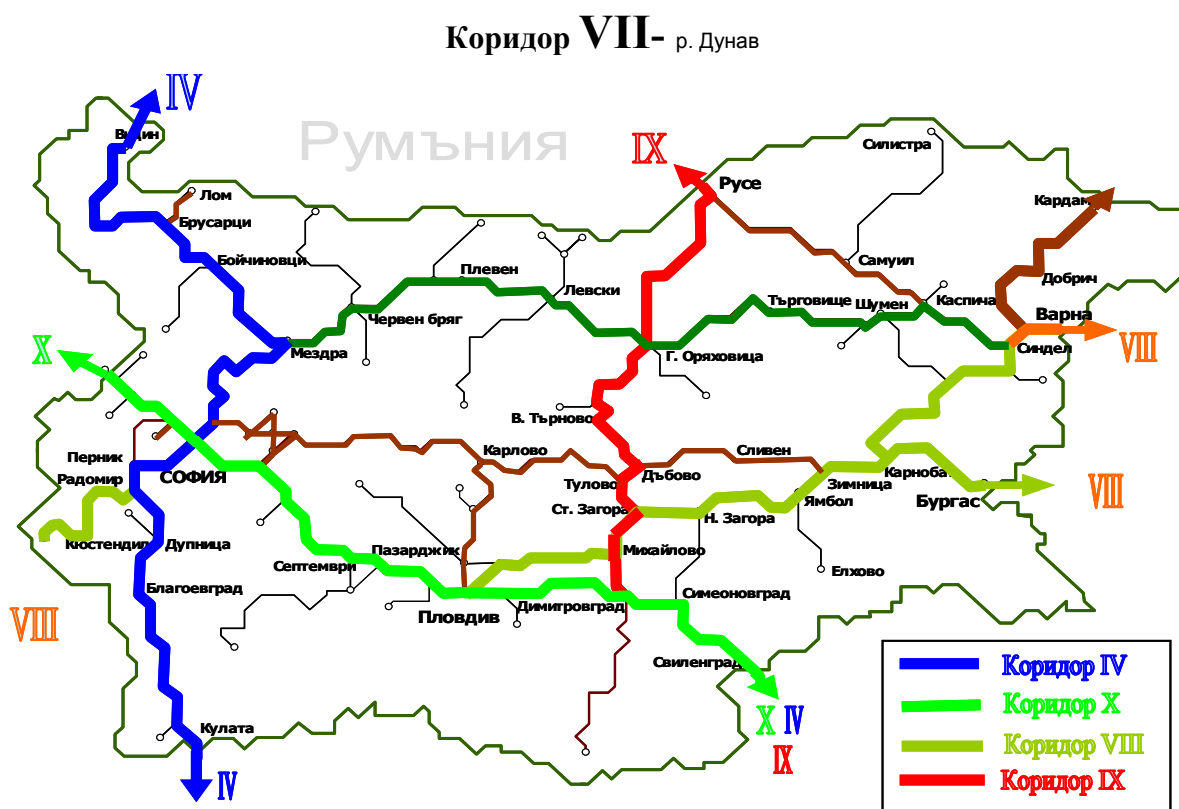 Коридор VII- р. Дунав
IV
Видин
Румъния
IX
Русе
Силистра
Лом
Брусарци
Кардам
Бойчиновци
Плевен
Левски
Самуил
Добрич
Търговище
Шумен
Каспича
Варна
Червен бряг
X
Мездра
Г. Оряховица
Синдел
VIII
В. Търново
Перник
Радомир
СОФИЯ
Карлово
Сливен
Тулово
Дъбово
Зимница
Карноба
Ямбол
Бургас
VIII
Ст. Загора
Н. Загора
Кюстендил
Дупница
Пазарджик
Михайлово
Септември
Елхово
Благоевград
Пловдив
Димитровград
Симеоновград
VIII
Свиленград
Коридор IV
Коридор X
Коридор VIII
Коридор IX
X IV
IX
Кулата
IV